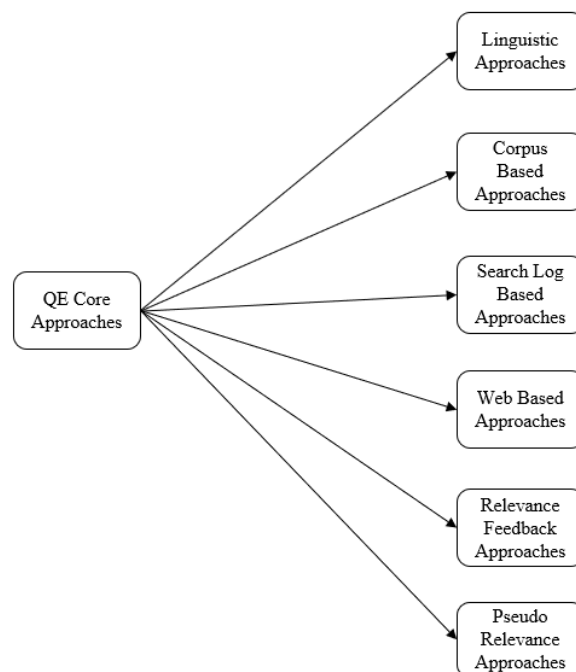 Linguistic
Approaches
Corpus
Based
Approaches
QE Core
Approaches
Search Log
Based
Approaches
Web Based
Approaches
Relevance
Feedback
Approaches
Pseudo
Relevance
Approaches